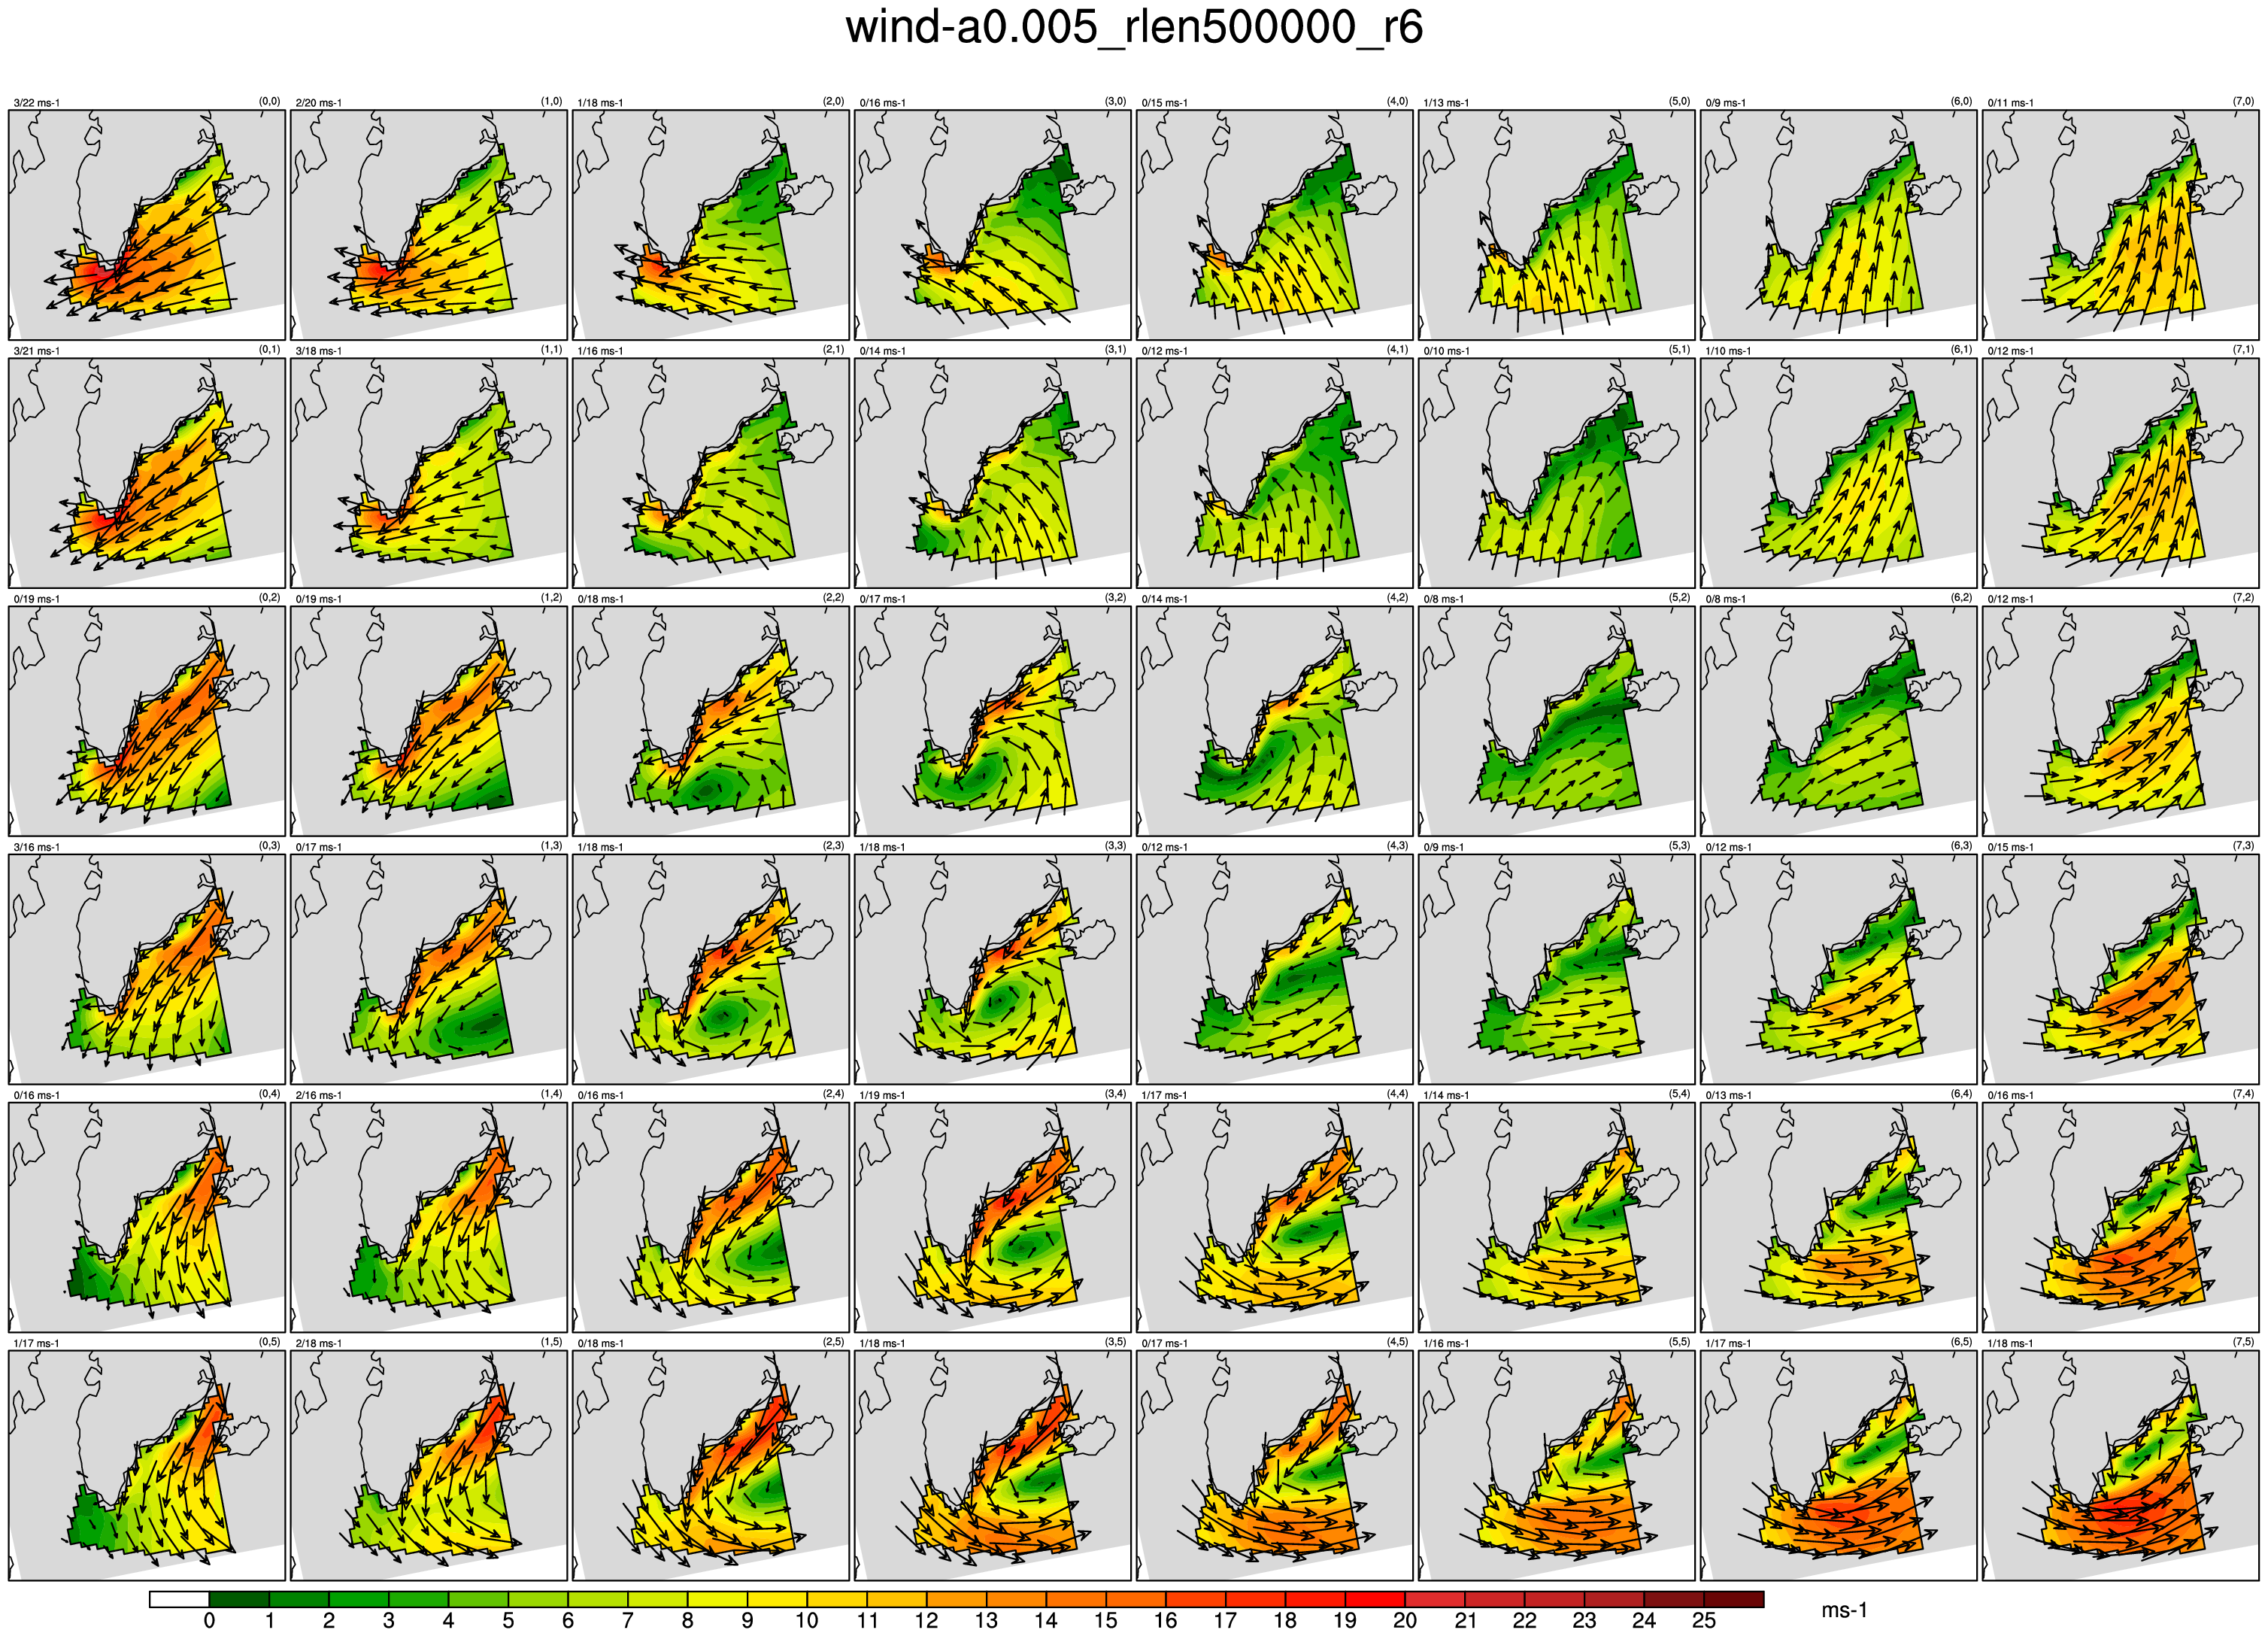 wind-a0.005_rlen500000_r6
3/22 ms-1 (0,0) 2/20 ms-1 (1,0) 1/18 ms-1 (2,0) 0/16 ms-1 (3,0) 0/15 ms-1 (4,0) 1/13 ms-1 (5,0) 0/9 ms-1 (6,0) 0/11 ms-1 (7,0)
3/21 ms-1 (0,1) 3/18 ms-1 (1,1) 1/16 ms-1 (2,1) 0/14 ms-1 (3,1) 0/12 ms-1 (4,1) 0/10 ms-1 (5,1) 1/10 ms-1 (6,1) 0/12 ms-1 (7,1)
0/19 ms-1 (0,2) 0/19 ms-1 (1,2) 0/18 ms-1 (2,2) 0/17 ms-1 (3,2) 0/14 ms-1 (4,2) 0/8 ms-1 (5,2) 0/8 ms-1 (6,2) 0/12 ms-1 (7,2)
3/16 ms-1 (0,3) 0/17 ms-1 (1,3) 1/18 ms-1 (2,3) 1/18 ms-1 (3,3) 0/12 ms-1 (4,3) 0/9 ms-1 (5,3) 0/12 ms-1 (6,3) 0/15 ms-1 (7,3)
0/16 ms-1 (0,4) 2/16 ms-1 (1,4) 0/16 ms-1 (2,4) 1/19 ms-1 (3,4) 1/17 ms-1 (4,4) 1/14 ms-1 (5,4) 0/13 ms-1 (6,4) 0/16 ms-1 (7,4)
1/17 ms-1 (0,5) 2/18 ms-1 (1,5) 0/18 ms-1 (2,5) 1/18 ms-1 (3,5) 0/17 ms-1 (4,5) 1/16 ms-1 (5,5) 1/17 ms-1 (6,5) 1/18 ms-1 (7,5)
0 1 2 3 4 5 6 7 8 9 10 11 12 13 14 15 16 17 18 19 20 21 22 23 24 25 ms-1